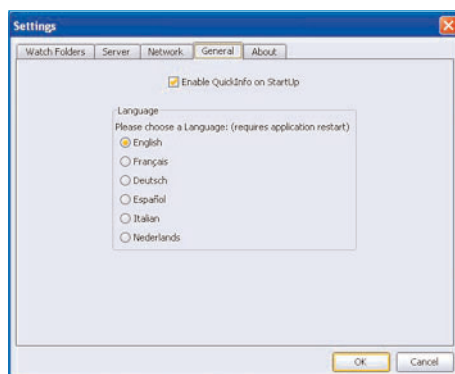 Settings
Watch Folders Server Network General About
Enable QuickInfo on StartUp
Language
Please choose a Language: (requires application restart)
English
Français
Deutsch
Español
Italian
Nederlands
OK Cancel